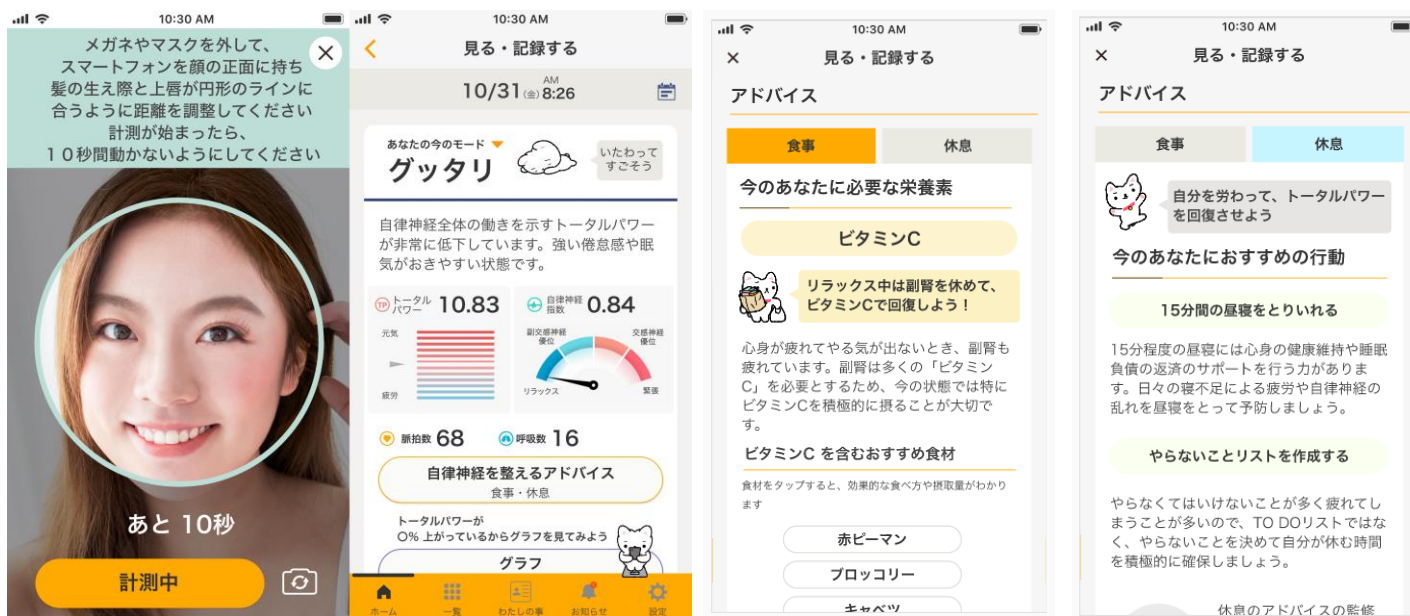 10:30 AM
メガネやマスクを外して、
スマートフォンを顔の正面に持ち
髪の生え際と上唇が円形のラインに
合うように距離を調整してください
計測が始まったら、
１０秒間動かないようにしてください
あと 10秒
計測中
10:30 AM
見る・記録する
10/31(金) AM 8:26
あなたの今のモード
グッタリ
いたわって
すごそう
自律神経全体の働きを示すトータルパワー
が非常に低下しています。強い倦怠感や眠
気がおきやすい状態です。
TP トータルパワー 10.83
元気
疲労
自律神経指数 0.84
副交感神経優位
交感神経優位
リラックス
緊張
脈拍数 68
呼吸数 16
自律神経を整えるアドバイス
食事・休息
トータルパワーが
〇% 上がっているからグラフを見てみよう
グラフ
ホーム
一覧
わたしの事
お知らせ
設定
10:30 AM
× 見る・記録する
アドバイス
食事 休息
今のあなたに必要な栄養素
ビタミンC
リラックス中は副腎を休めて、
ビタミンCで回復しよう！
心身が疲れてやる気が出ないとき、副腎も
疲れています。副腎は多くの「ビタミン
C」を必要とするため、今の状態では特に
ビタミンCを積極的に摂ることが大切で
す。
ビタミンC を含むおすすめ食材
食材をタップすると、効果的な食べ方や摂取量がわかり
ます
赤ピーマン
ブロッコリー
キャベツ
10:30 AM
× 見る・記録する
アドバイス
食事 休息
自分を労わって、トータルパワー
を回復させよう
今のあなたにおすすめの行動
15分間の昼寝をとりいれる
15分程度の昼寝には心身の健康維持や睡眠
負債の返済のサポートを行う力がありま
す。日々の寝不足による疲労や自律神経の
乱れを昼寝をとって予防しましょう。
やらないことリストを作成する
やらなくてはいけないことが多く疲れてし
まうことが多いので、TO DOリストではな
く、やらないことを決めて自分が休む時間
を積極的に確保しましょう。
休息のアドバイスの監修